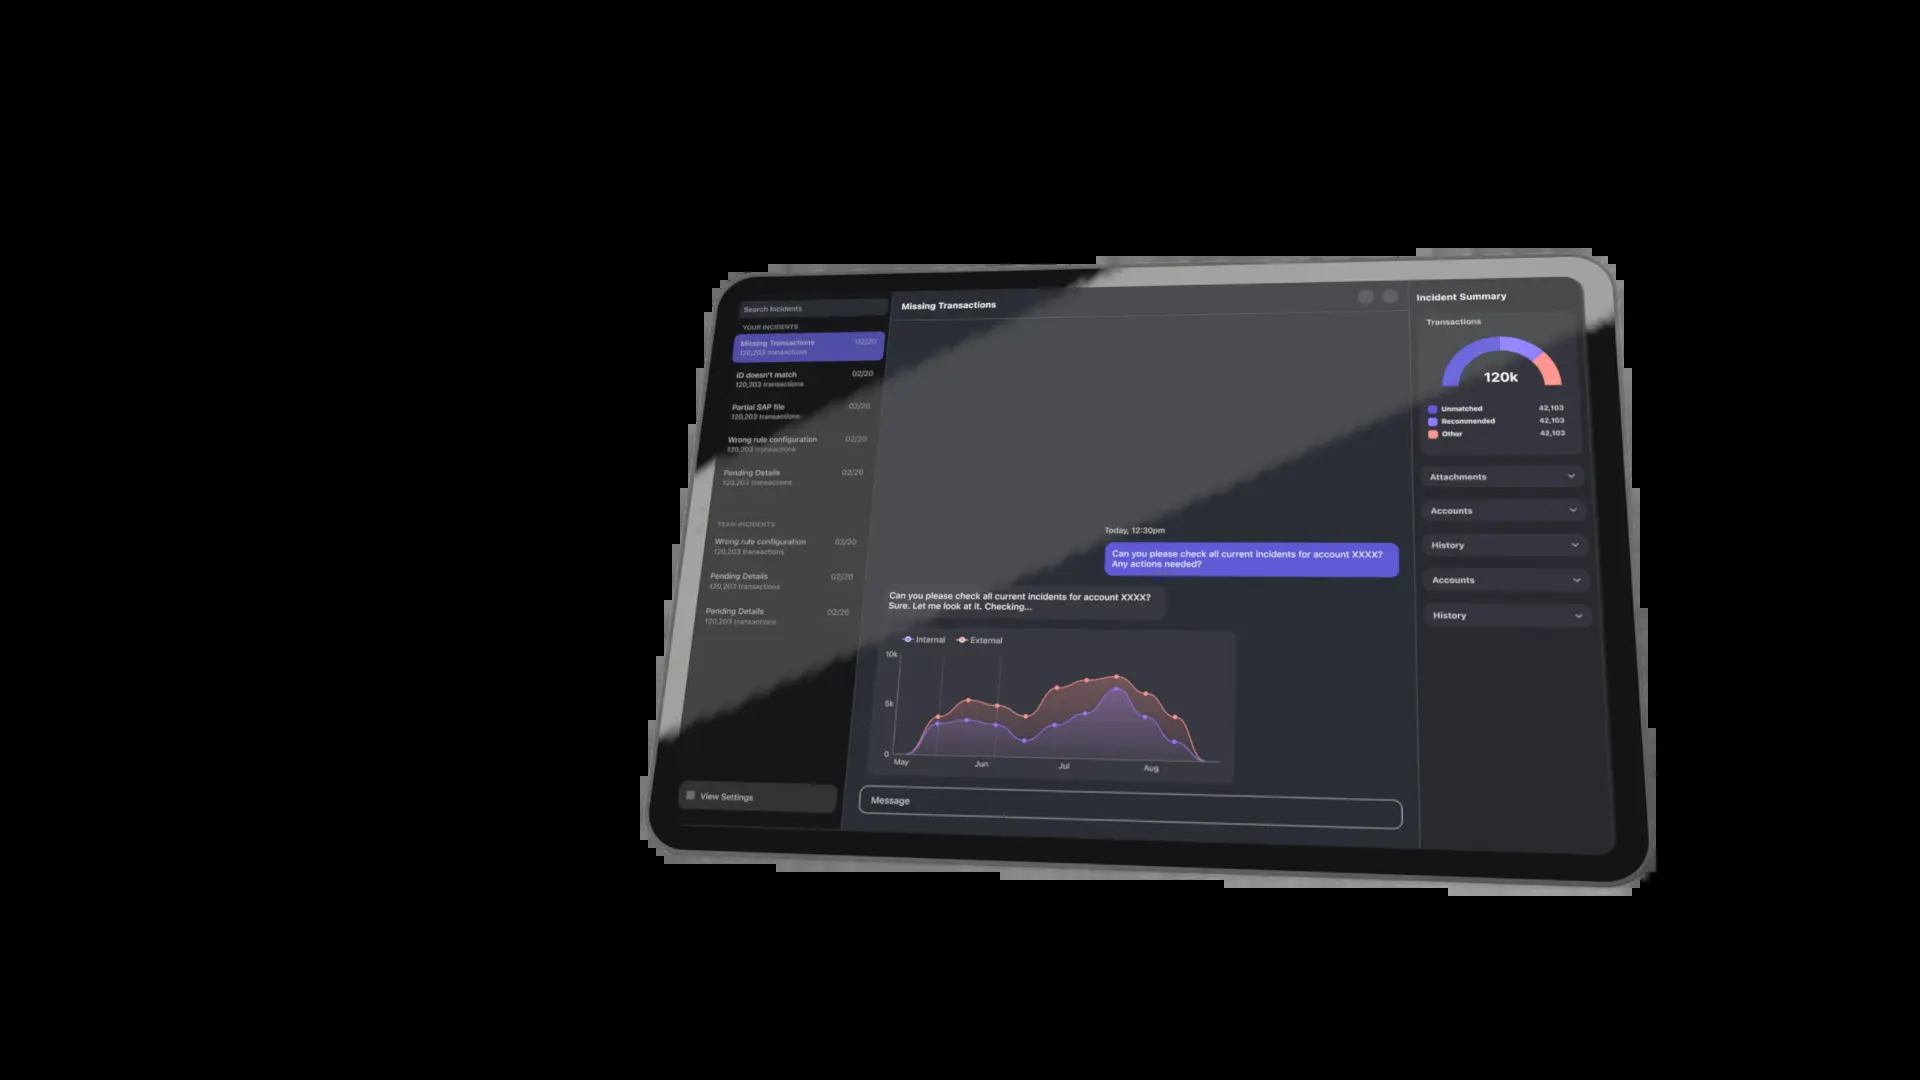 Search Incidents
YOUR INCIDENTS
Missing Transactions 02/20
120,203 transactions
ID doesn't match 02/20
120,203 transactions
Partial SAP file 02/20
120,203 transactions
Wrong rule configuration 02/20
120,203 transactions
Pending Details 02/20
120,203 transactions
TEAM INCIDENTS
Wrong rule configuration 02/20
120,203 transactions
Pending Details 02/20
120,203 transactions
Pending Details 02/20
120,203 transactions
View Settings
Missing Transactions
Today, 12:30pm
Can you please check all current incidents for account XXXX?
Any actions needed?
Can you please check all current incidents for account XXXX?
Sure. Let me look at it. Checking...
Internal External
10k
5k
0
May Jun Jul Aug
Message
Incident Summary
Transactions
120k
Unmatched 42,103
Recommended 42,103
Other 42,103
Attachments
Accounts
History
Accounts
History